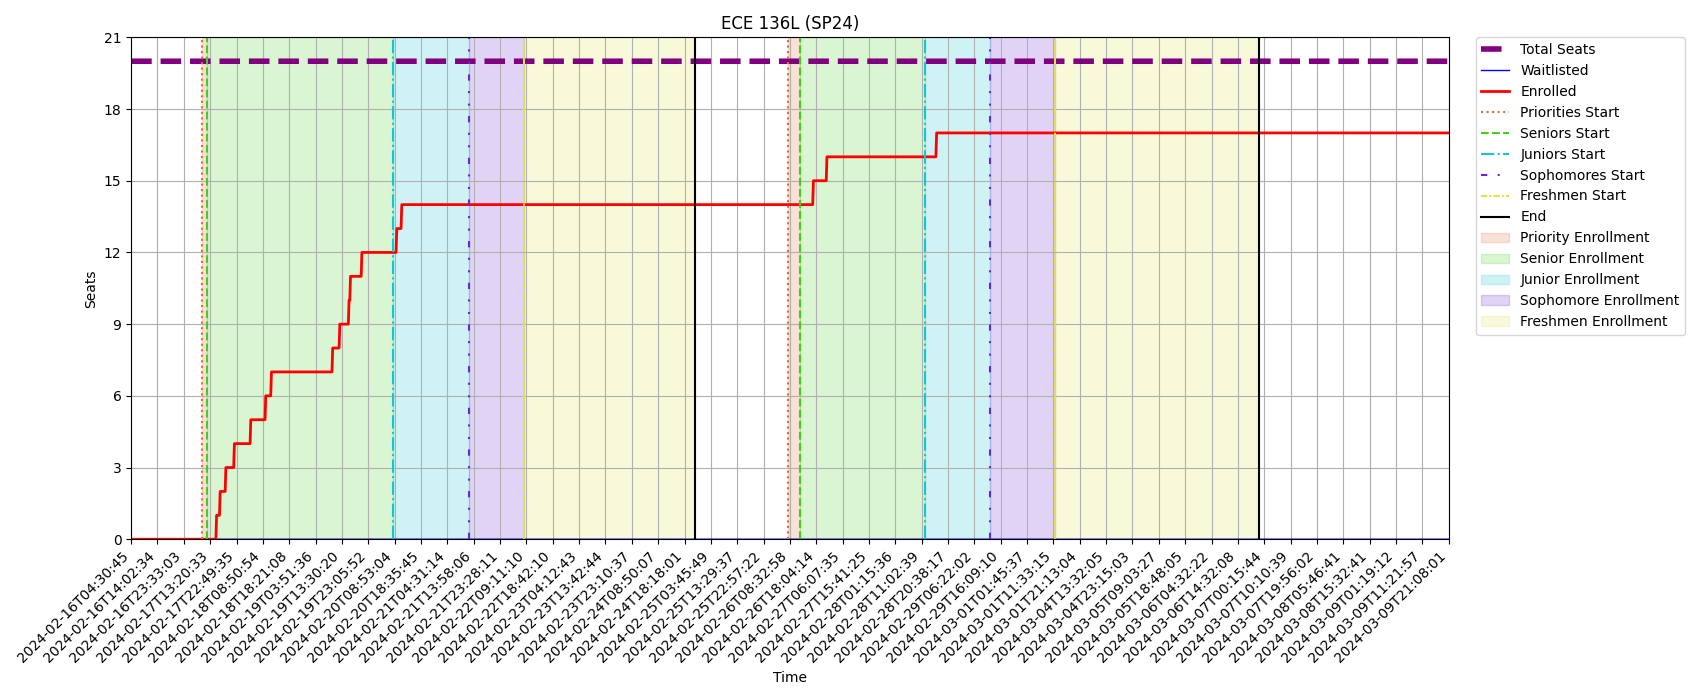 ECE 136L (SP24)
21
18
15
12
9
6
3
0
Seats
2024-02-16T04:30:45
2024-02-16T14:02:34
2024-02-16T23:33:03
2024-02-17T13:20:33
2024-02-17T22:49:35
2024-02-18T08:50:54
2024-02-18T18:21:08
2024-02-19T03:51:36
2024-02-19T13:30:20
2024-02-19T23:05:52
2024-02-20T08:53:04
2024-02-20T18:35:45
2024-02-21T04:31:14
2024-02-21T13:58:06
2024-02-21T23:28:11
2024-02-22T09:11:10
2024-02-22T18:42:10
2024-02-23T04:12:43
2024-02-23T13:42:44
2024-02-23T23:10:37
2024-02-24T08:50:07
2024-02-24T18:18:01
2024-02-25T03:45:49
2024-02-25T13:29:37
2024-02-25T22:57:22
2024-02-26T08:32:58
2024-02-26T18:04:14
2024-02-27T06:07:35
2024-02-27T15:41:25
2024-02-28T01:15:36
2024-02-28T11:02:39
2024-02-28T20:38:17
2024-02-29T06:22:02
2024-02-29T16:09:10
2024-03-01T01:45:37
2024-03-01T11:33:15
2024-03-01T21:13:04
2024-03-04T13:32:05
2024-03-04T23:15:03
2024-03-05T09:03:27
2024-03-05T18:48:05
2024-03-06T04:32:22
2024-03-06T14:32:08
2024-03-07T00:15:44
2024-03-07T10:10:39
2024-03-07T19:56:02
2024-03-08T05:46:41
2024-03-08T15:32:41
2024-03-09T01:19:12
2024-03-09T11:21:57
2024-03-09T21:08:01
Time
Total Seats
Waitlisted
Enrolled
Priorities Start
Seniors Start
Juniors Start
Sophomores Start
Freshmen Start
End
Priority Enrollment
Senior Enrollment
Junior Enrollment
Sophomore Enrollment
Freshmen Enrollment